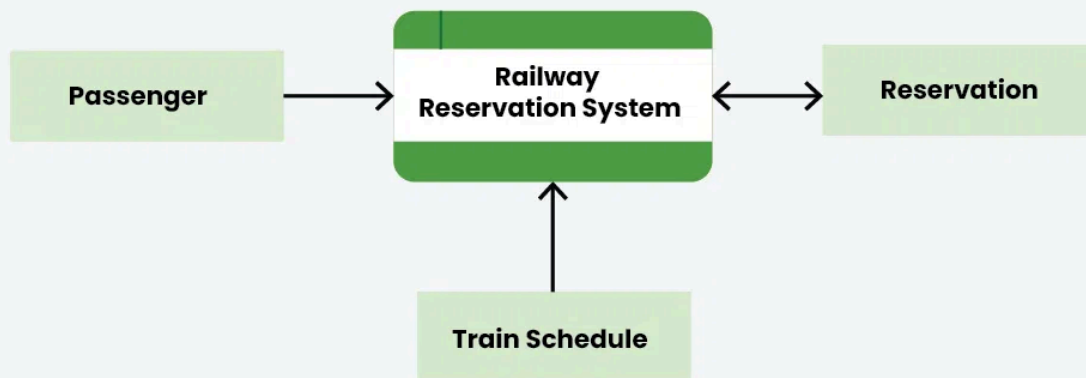 Passenger
Railway
Reservation System
Reservation
Train Schedule